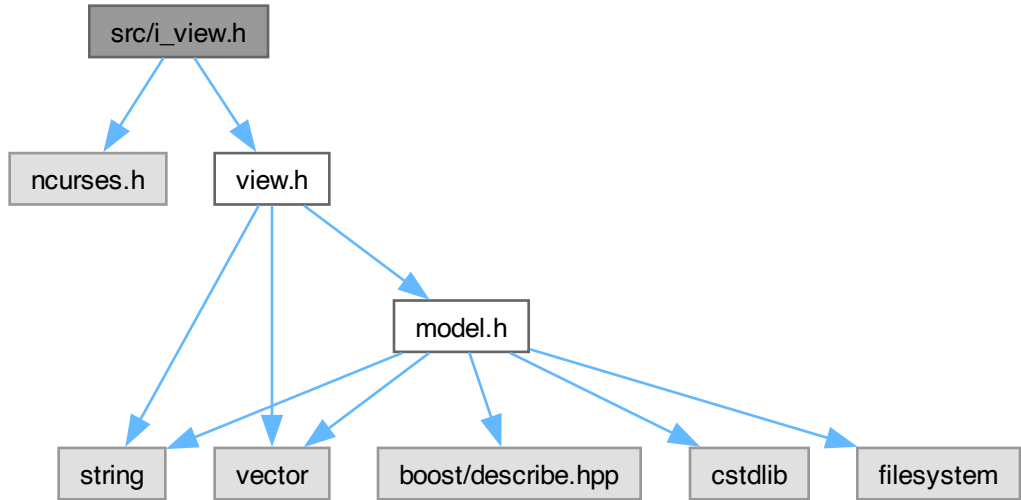 src/i_view.h
ncurses.h
view.h
model.h
string
vector
boost/describe.hpp
cstdlib
filesystem